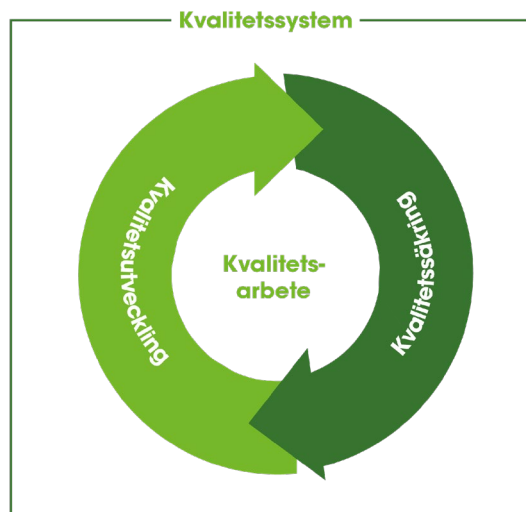 Kvalitetssystem
Kvalitetsutveckling
Kvalitets-
arbete
Kvalitetssäkring